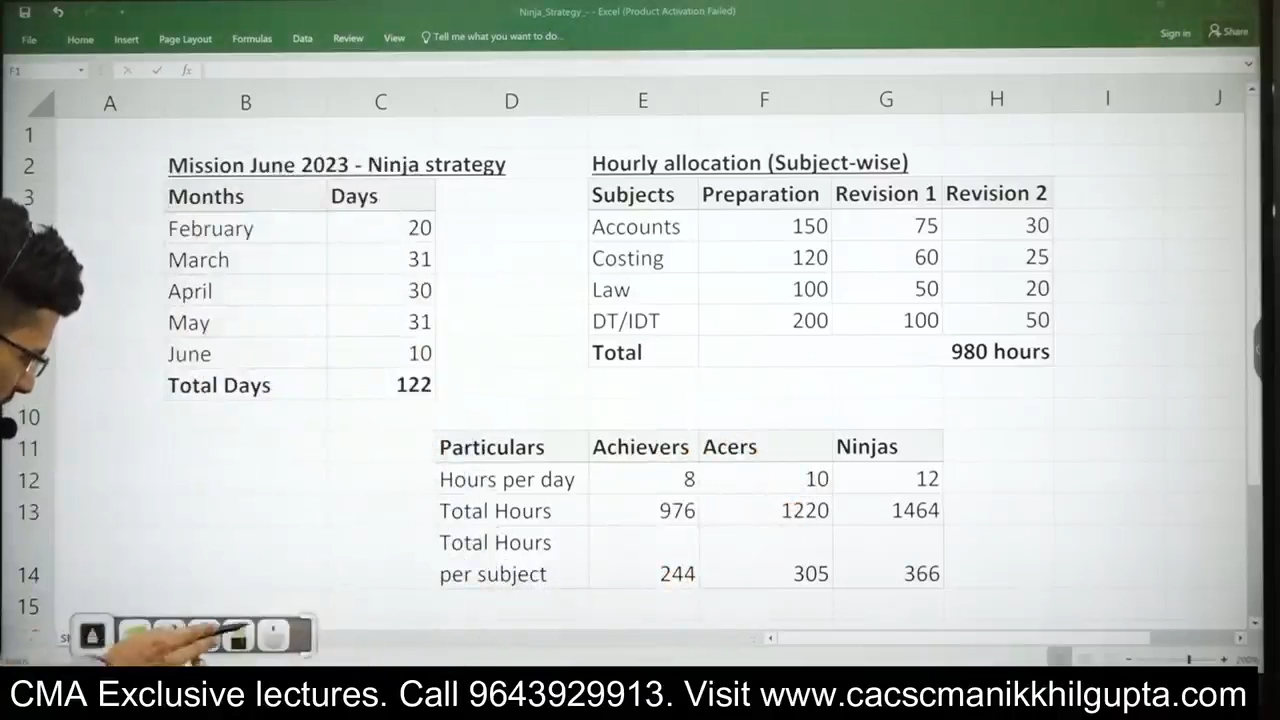 Ninja_Strategy_- - Excel (Product Activation Failed)
File Home Insert Page Layout Formulas Data Review View Tell me what you want to do... Sign in Share
F1 fx
A B C D E F G H I J
1
2 Mission June 2023 - Ninja strategy Hourly allocation (Subject-wise)
3 Months Days Subjects Preparation Revision 1 Revision 2
February 20 Accounts 150 75 30
March 31 Costing 120 60 25
April 30 Law 100 50 20
May 31 DT/IDT 200 100 50
June 10 Total 980 hours
Total Days 122
10
11 Particulars Achievers Acers Ninjas
12 Hours per day 8 10 12
13 Total Hours 976 1220 1464
Total Hours
14 per subject 244 305 366
15
CMA Exclusive lectures. Call 9643929913. Visit www.cacscmanikkhilgupta.com